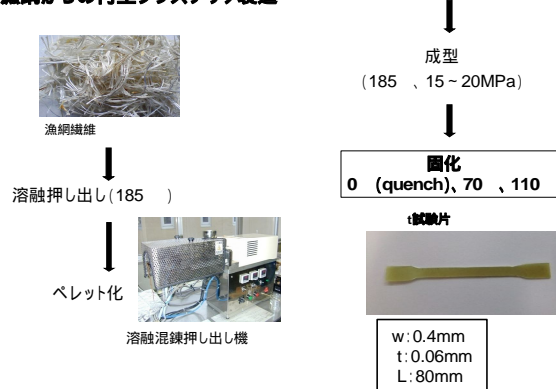 漁網からの再生プラスチック製造
漁網繊維
溶融押し出し(185 )
ペレット化
溶融混錬押し出し機
成型
(185 、15～20MPa)
固化
0 (quench)、70 、110
t試験片
w:0.4mm
t:0.06mm
L:80mm